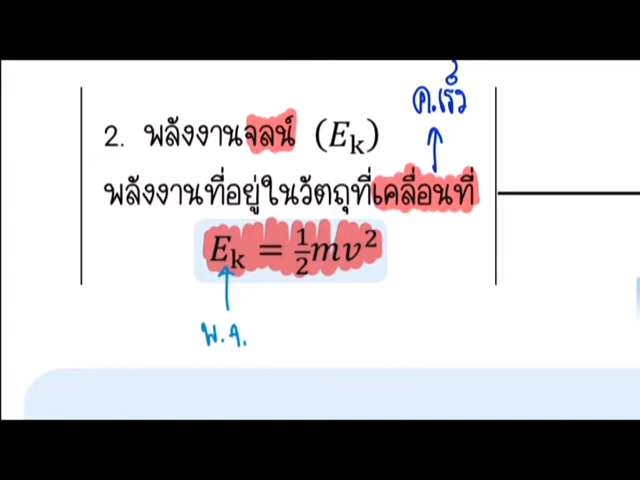 ค.เร็ว
2. พลังงานจลน์ (Eₖ)
พลังงานที่อยู่ในวัตถุที่เคลื่อนที่
Eₖ = ½mv²